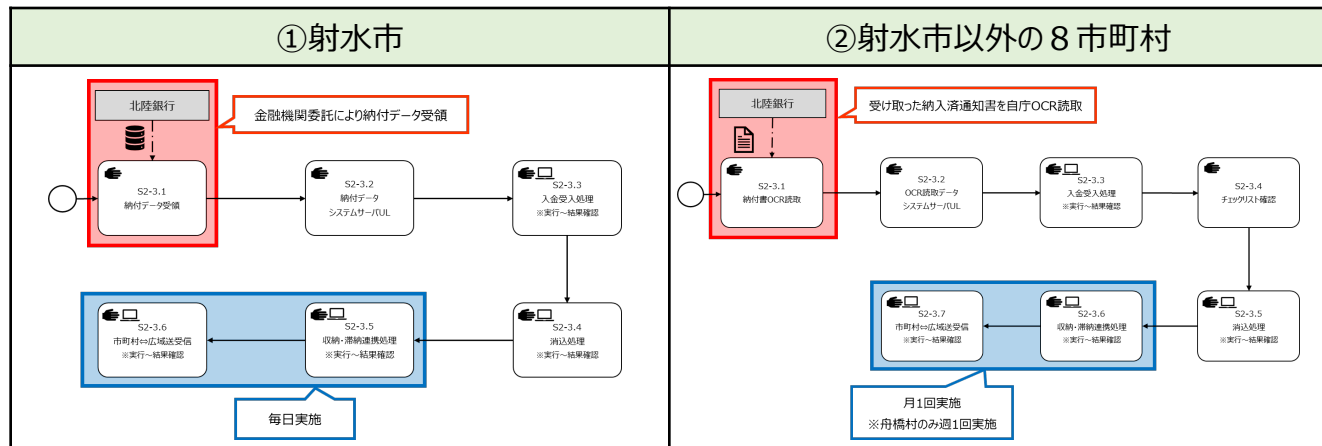 ①射水市
北陸銀行
金融機関委託により納付データ受領
S2-3.1
納付データ受領
S2-3.2
納付データ
システムサーバUL
S2-3.3
入金受入処理
※実行~結果確認
S2-3.4
消込処理
※実行~結果確認
S2-3.5
収納・滞納連携処理
※実行~結果確認
S2-3.6
市町村⇔広域送受信
※実行~結果確認
毎日実施
②射水市以外の8市町村
北陸銀行
受け取った納入済通知書を自庁OCR読取
S2-3.1
納付書OCR読取
S2-3.2
OCR読取データ
システムサーバUL
S2-3.3
入金受入処理
※実行~結果確認
S2-3.4
チェックリスト確認
S2-3.5
消込処理
※実行~結果確認
S2-3.6
収納・滞納連携処理
※実行~結果確認
S2-3.7
市町村⇔広域送受信
※実行~結果確認
月1回実施
※舟橋村のみ週1回実施